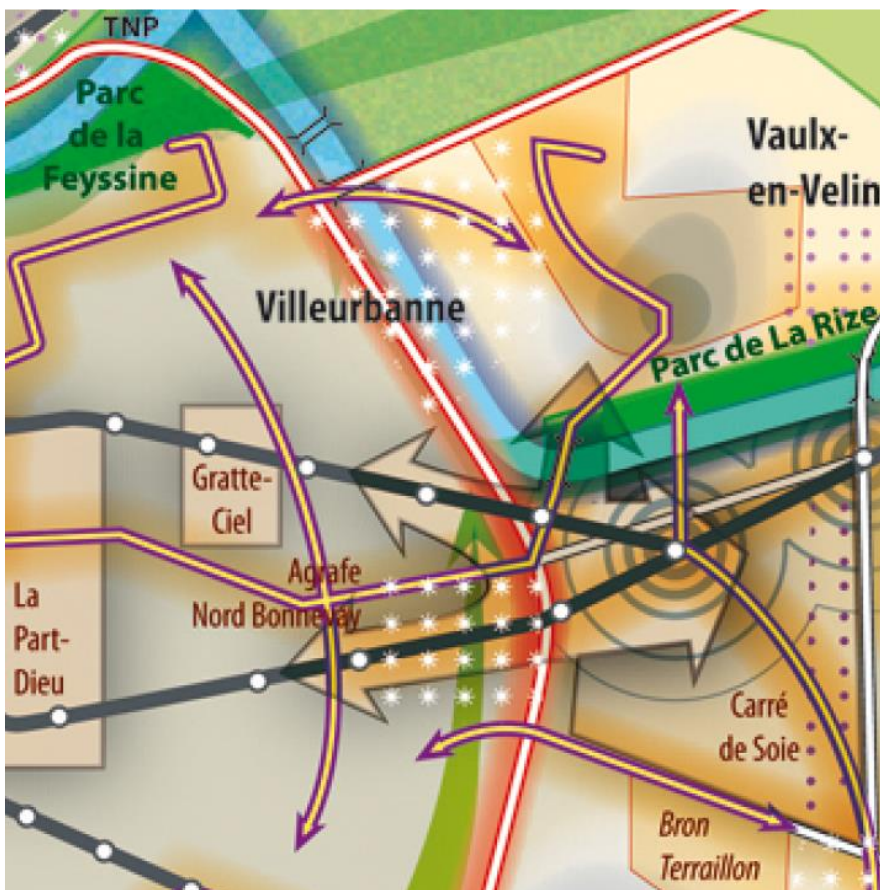 TNP
Parc
de la
Feyssine
Vaulx-
en-Velin
Villeurbanne
Parc de La Rize
Gratte-
Ciel
Agrafe
Nord Bonnevay
La
Part-
Dieu
Carré
de Soie
Bron
Terraillon